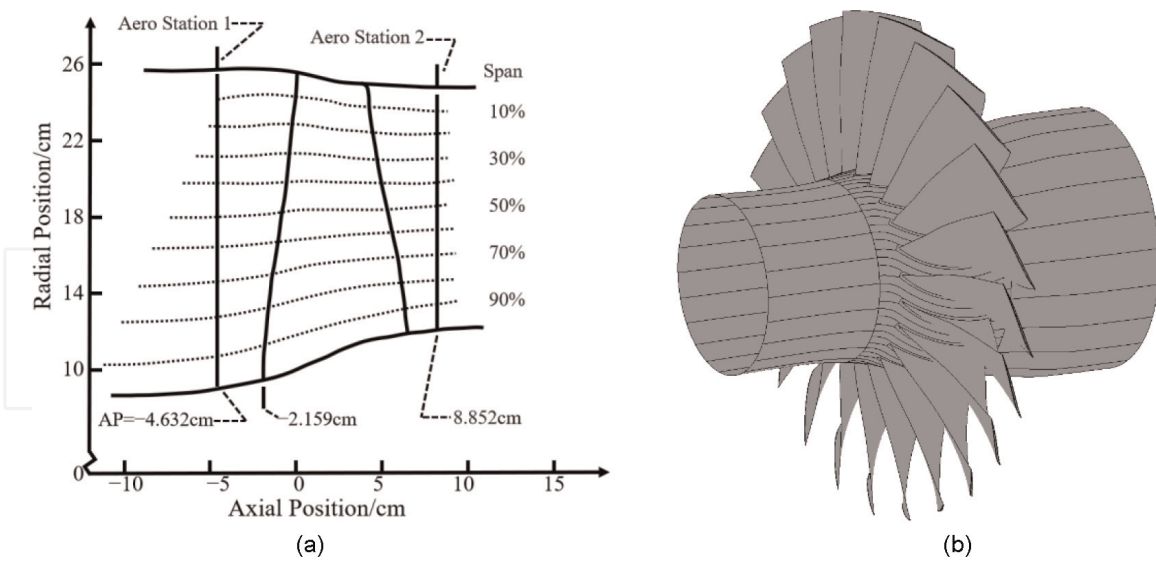 Aero Station 1
Aero Station 2
Span
26
10%
22
30%
18
50%
70%
14
90%
10
AP=−4.632cm
−2.159cm
8.852cm
0
−10
−5
0
5
10
15
Radial Position/cm
Axial Position/cm
(a)
(b)